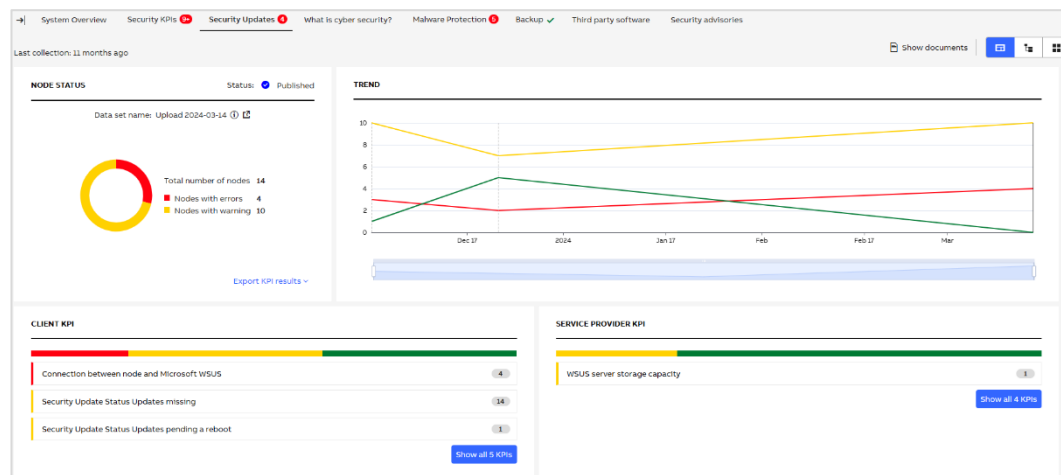 System Overview Security KPIs 9+ Security Updates 4 What is cyber security? Malware Protection 6 Backup Third party software Security advisories
Last collection: 11 months ago
Show documents
NODE STATUS Status: Published
Data set name: Upload 2024-03-14
Total number of nodes 14
Nodes with errors 4
Nodes with warning 10
Export KPI results
TREND
10
8
6
4
2
0
Dec 17 2024 Jan 17 Feb Feb 17 Mar
CLIENT KPI
Connection between node and Microsoft WSUS 4
Security Update Status Updates missing 14
Security Update Status Updates pending a reboot 1
Show all 5 KPIs
SERVICE PROVIDER KPI
WSUS server storage capacity 1
Show all 4 KPIs